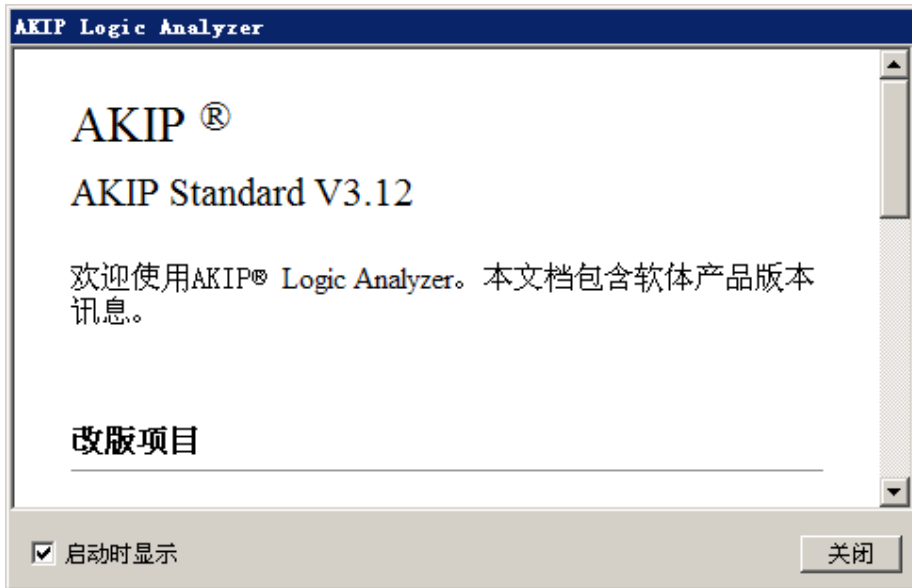 AKIP Logic Analyzer
AKIP ®
AKIP Standard V3.12
欢迎使用AKIP® Logic Analyzer。本文档包含软体产品版本
讯息。
改版项目
启动时显示
关闭